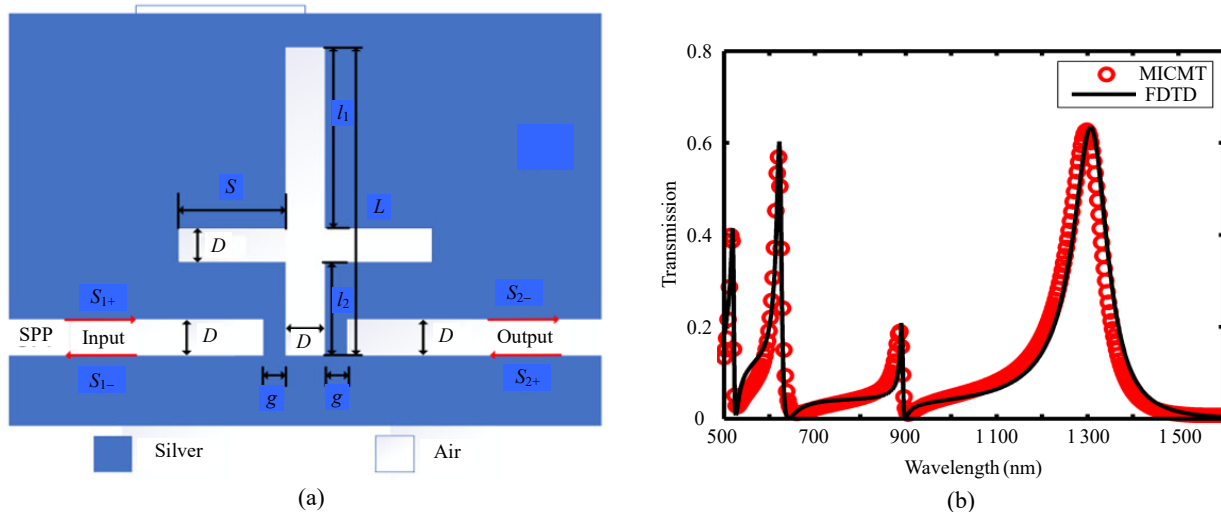 l1
S
L
D
S1+
l2
S2−
SPP
Input
D
D
D
Output
S1−
g
g
S2+
Silver
Air
(a)
0.8
MICMT
FDTD
0.6
Transmission
0.4
0.2
0
500
700
900
1 100
1 300
1 500
Wavelength (nm)
(b)